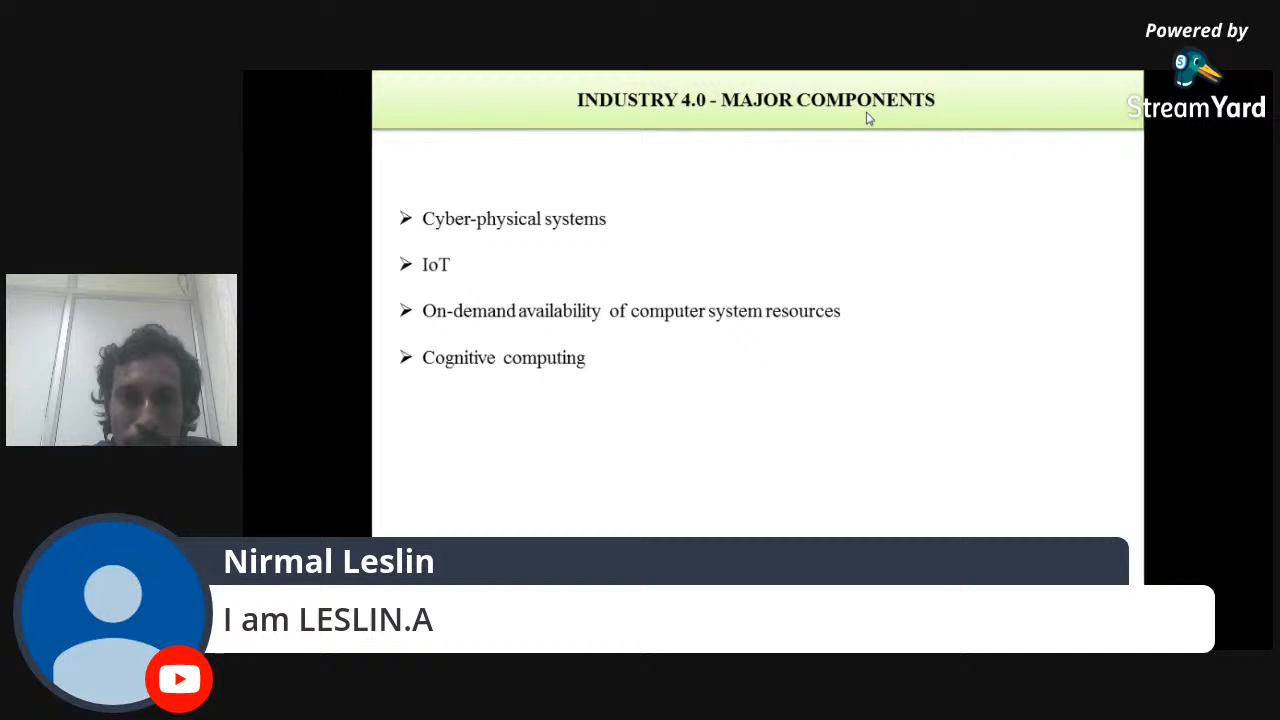 Powered by
StreamYard
INDUSTRY 4.0 - MAJOR COMPONENTS
➢ Cyber-physical systems
➢ IoT
➢ On-demand availability of computer system resources
➢ Cognitive computing
Nirmal Leslin
I am LESLIN.A